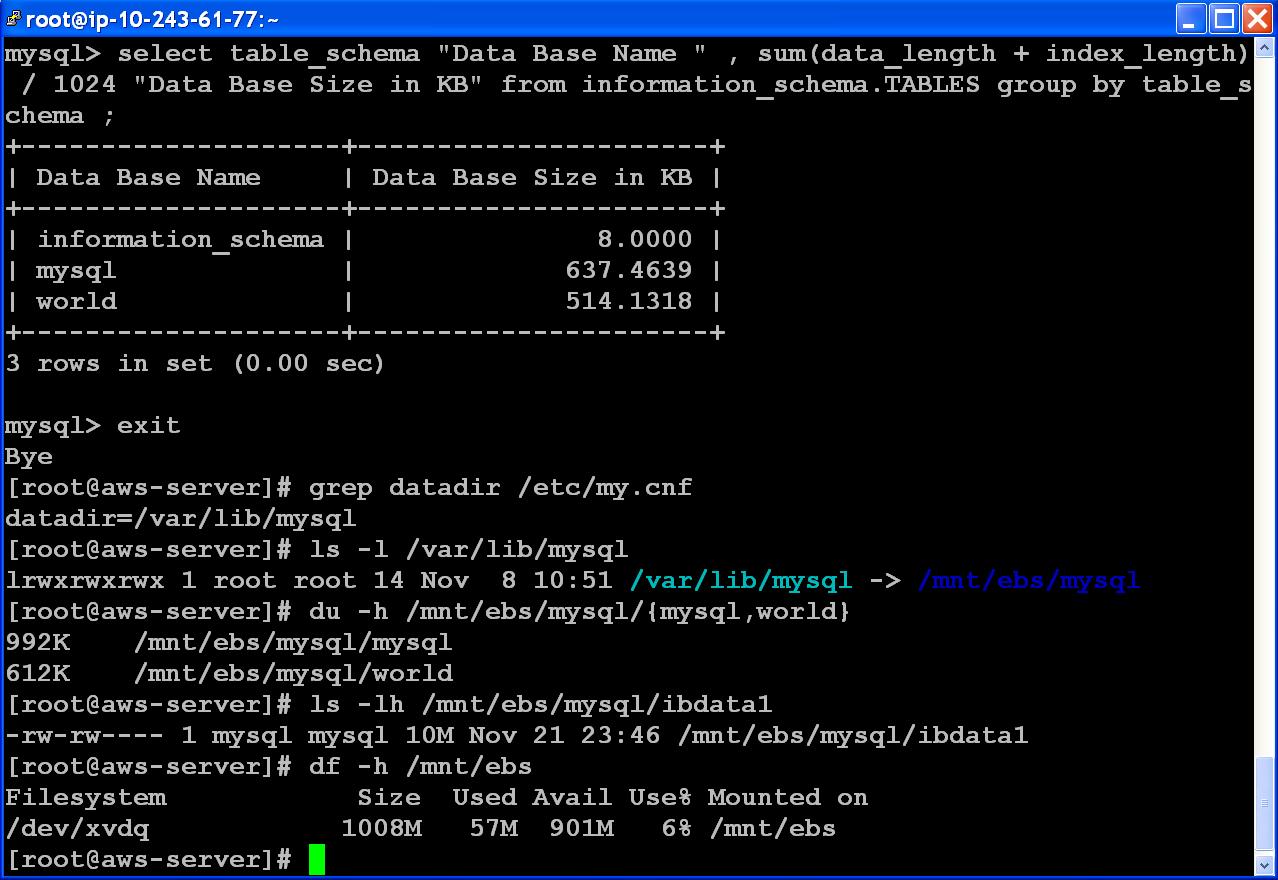 root@ip-10-243-61-77:~
mysql> select table_schema "Data Base Name " , sum(data_length + index_length)
 / 1024 "Data Base Size in KB" from information_schema.TABLES group by table_s
chema ;
+--------------------+----------------------+
| Data Base Name     | Data Base Size in KB |
+--------------------+----------------------+
| information_schema |               8.0000 |
| mysql              |             637.4639 |
| world              |             514.1318 |
+--------------------+----------------------+
3 rows in set (0.00 sec)

mysql> exit
Bye
[root@aws-server]# grep datadir /etc/my.cnf
datadir=/var/lib/mysql
[root@aws-server]# ls -l /var/lib/mysql
lrwxrwxrwx 1 root root 14 Nov  8 10:51 /var/lib/mysql -> /mnt/ebs/mysql
[root@aws-server]# du -h /mnt/ebs/mysql/{mysql,world}
992K    /mnt/ebs/mysql/mysql
612K    /mnt/ebs/mysql/world
[root@aws-server]# ls -lh /mnt/ebs/mysql/ibdata1
-rw-rw---- 1 mysql mysql 10M Nov 21 23:46 /mnt/ebs/mysql/ibdata1
[root@aws-server]# df -h /mnt/ebs
Filesystem            Size  Used Avail Use% Mounted on
/dev/xvdq            1008M   57M  901M   6% /mnt/ebs
[root@aws-server]#